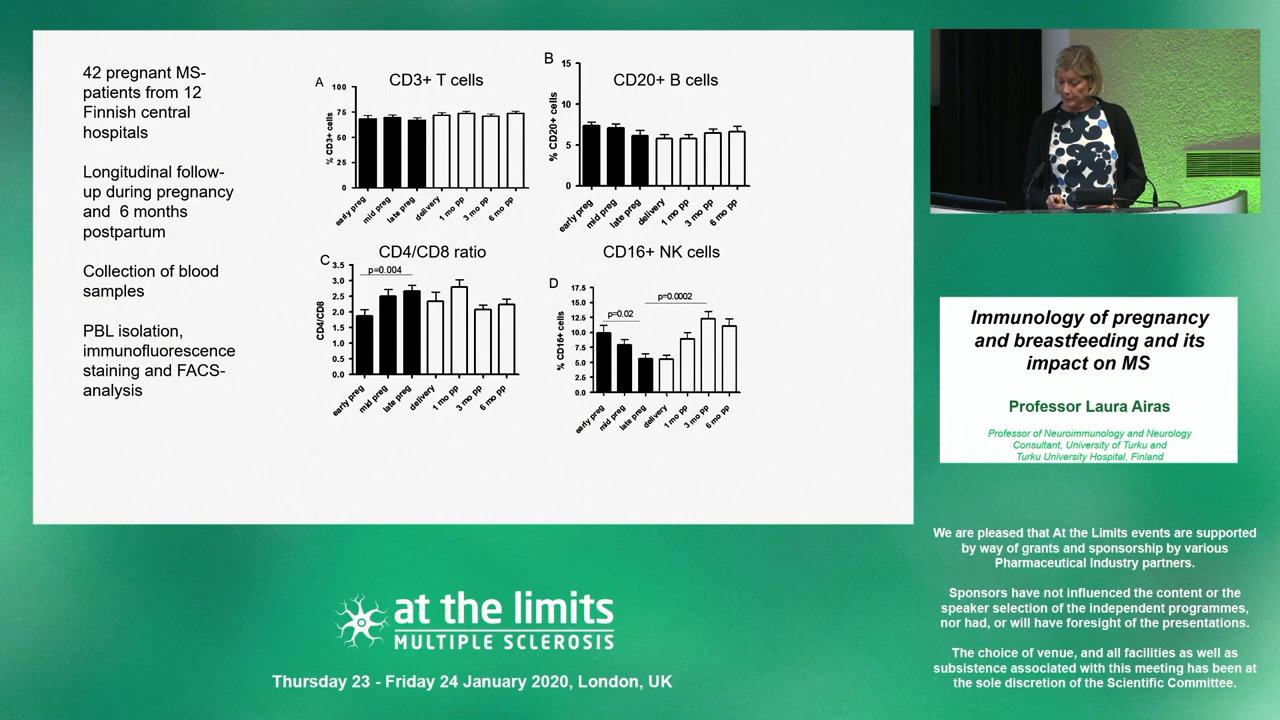 42 pregnant MS-
patients from 12
Finnish central
hospitals
Longitudinal follow-
up during pregnancy
and 6 months
postpartum
Collection of blood
samples
PBL isolation,
immunofluorescence
staining and FACS-
analysis
A
CD3+ T cells
% CD3+ cells
100
75
50
25
0
early preg
mid preg
late preg
delivery
1 mo pp
3 mo pp
6 mo pp
B
CD20+ B cells
% CD20+ cells
15
10
5
0
early preg
mid preg
late preg
delivery
1 mo pp
3 mo pp
6 mo pp
C
CD4/CD8 ratio
CD4/CD8
3.5
3.0
2.5
2.0
1.5
1.0
0.5
0.0
p=0.004
early preg
mid preg
late preg
delivery
1 mo pp
3 mo pp
6 mo pp
D
CD16+ NK cells
% CD16+ cells
17.5
15.0
12.5
10.0
7.5
5.0
2.5
0.0
p=0.02
p=0.0002
early preg
mid preg
late preg
delivery
1 mo pp
3 mo pp
6 mo pp
Immunology of pregnancy
and breastfeeding and its
impact on MS
Professor Laura Airas
Professor of Neuroimmunology and Neurology
Consultant, University of Turku and
Turku University Hospital, Finland
We are pleased that At the Limits events are supported
by way of grants and sponsorship by various
Pharmaceutical Industry partners.
Sponsors have not influenced the content or the
speaker selection of the independent programmes,
nor had, or will have foresight of the presentations.
The choice of venue, and all facilities as well as
subsistence associated with this meeting has been at
the sole discretion of the Scientific Committee.
at the limits
MULTIPLE SCLEROSIS
Thursday 23 - Friday 24 January 2020, London, UK